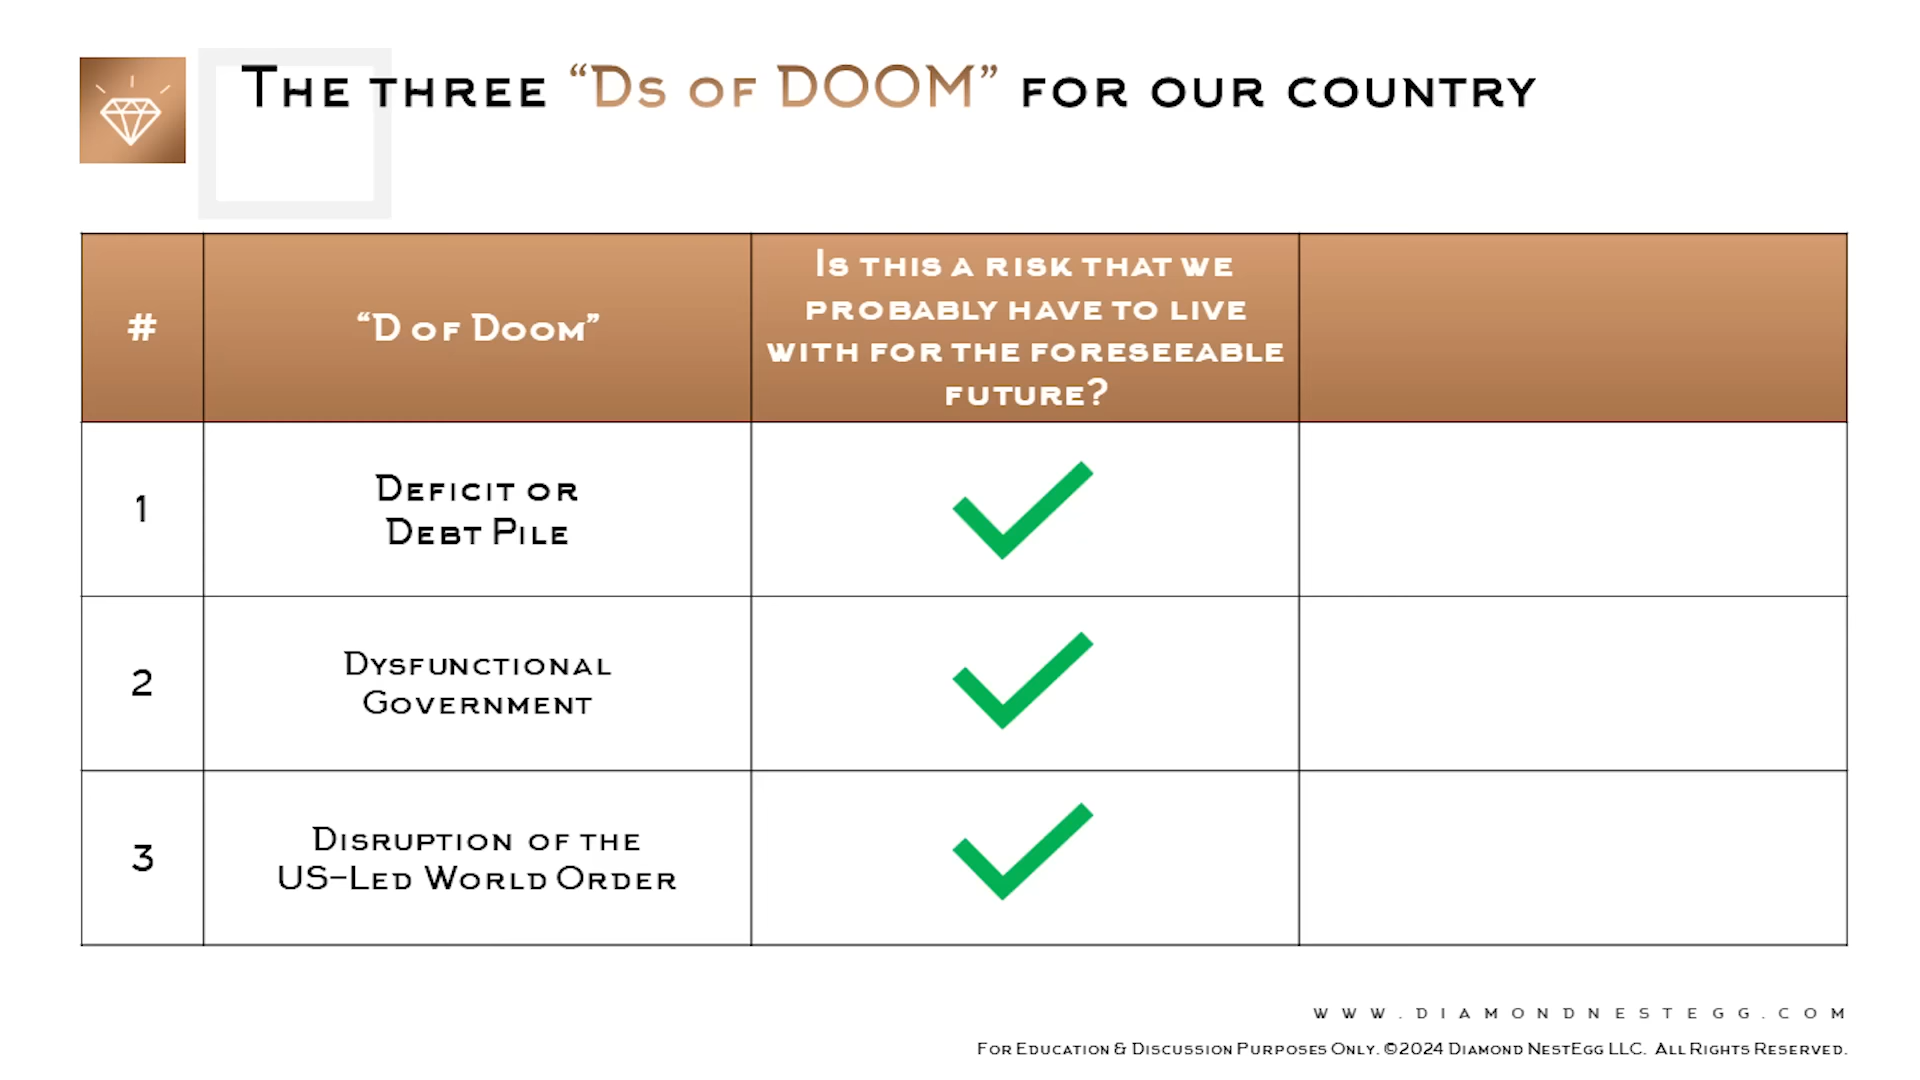 The three “Ds of DOOM” for our country
#
“D of Doom”
Is this a risk that we
probably have to live
with for the foreseeable
future?
1
Deficit or
Debt Pile
2
Dysfunctional
Government
3
Disruption of the
US-Led World Order
www.diamondnestegg.com
For Education & Discussion Purposes Only. ©2024 Diamond NestEgg LLC. All Rights Reserved.